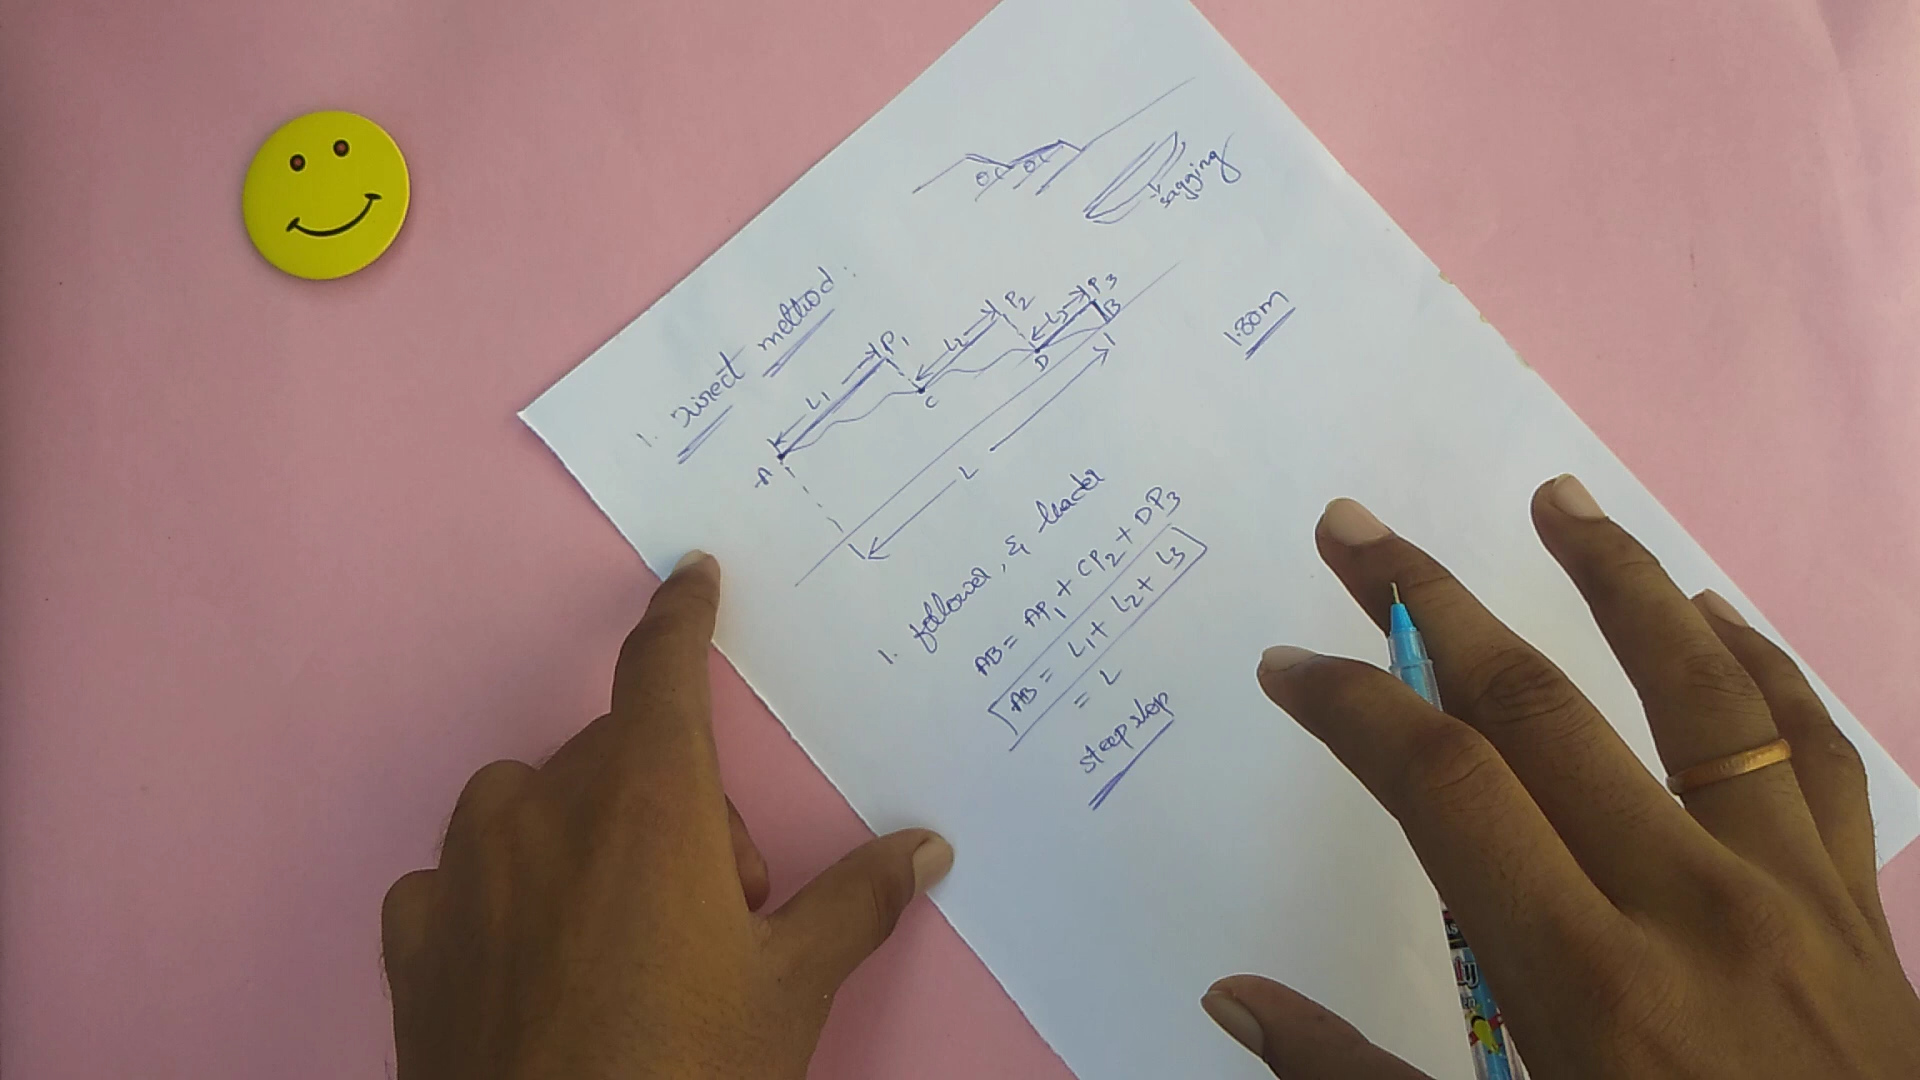 sagging
1. Direct method.
L1 P1 L2 P2 L3 P3
A C D B
L
1.80m
1. follower, & leader
AB = AP1 + CP2 + DP3
AB = L1 + L2 + L3
= L
steep slop